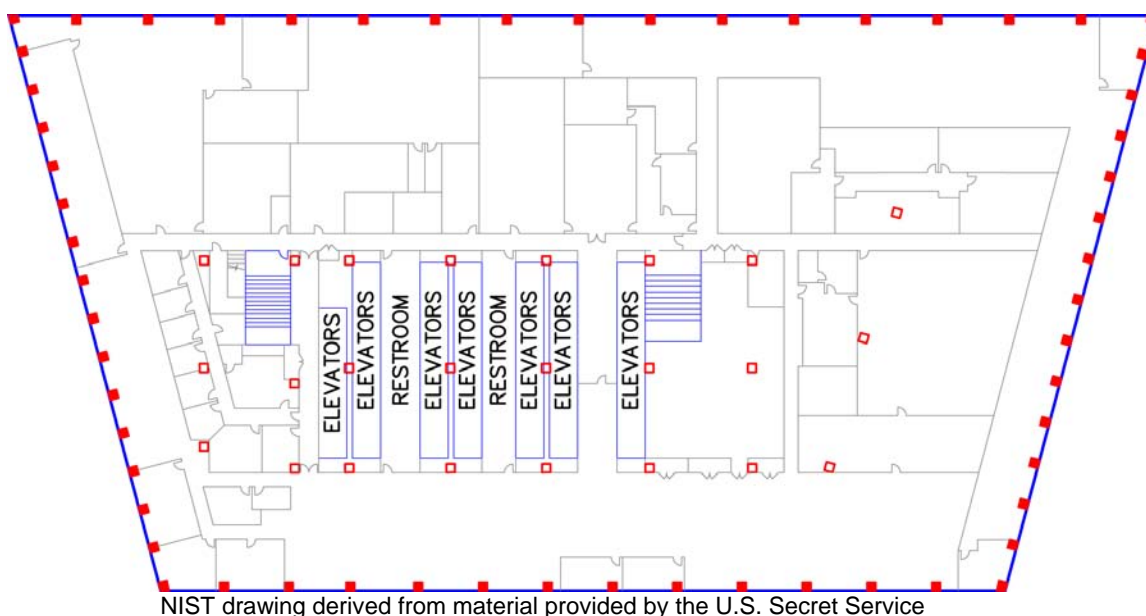 ELEVATORS
ELEVATORS
RESTROOM
ELEVATORS
ELEVATORS
RESTROOM
ELEVATORS
ELEVATORS
ELEVATORS
NIST drawing derived from material provided by the U.S. Secret Service